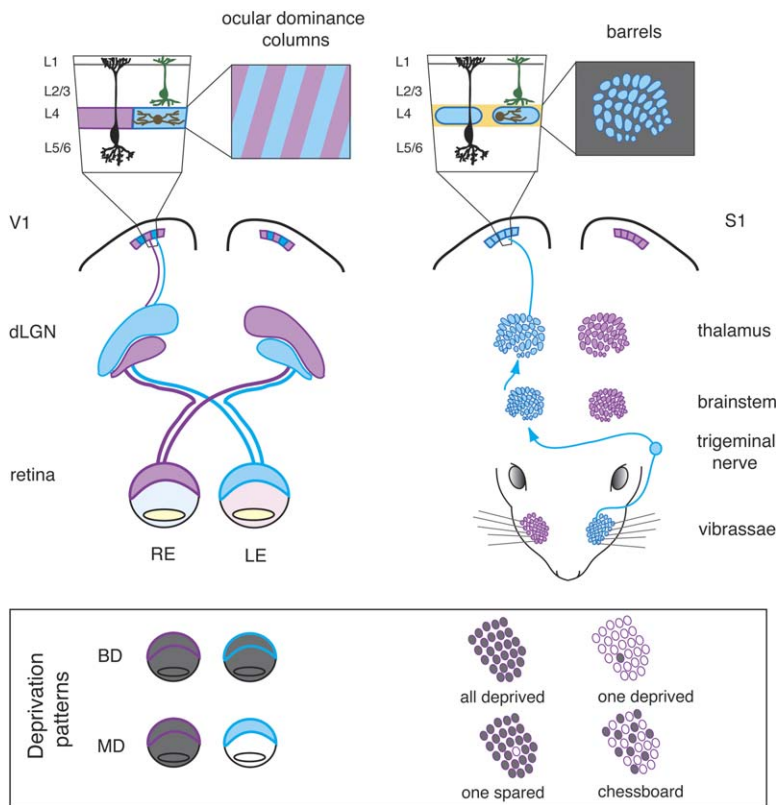 ocular dominance
columns
L1
L2/3
L4
L5/6
barrels
L1
L2/3
L4
L5/6
V1
S1
dLGN
thalamus
brainstem
trigeminal
nerve
retina
vibrassae
RE
LE
Deprivation
patterns
BD
MD
all deprived
one deprived
one spared
chessboard